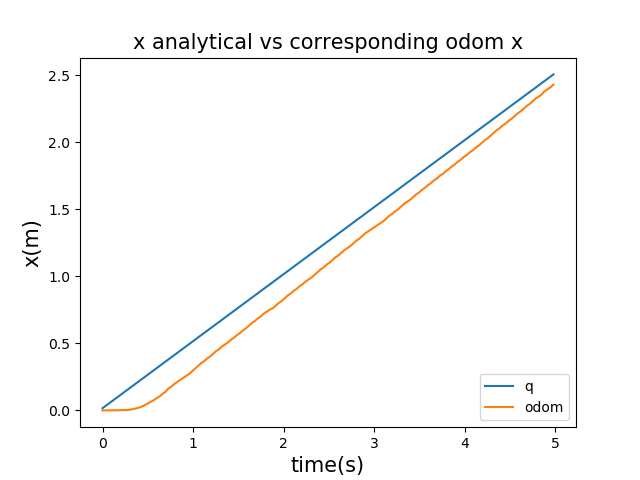 x analytical vs corresponding odom x
2.5
2.0
1.5
1.0
0.5
0.0
x(m)
0 1 2 3 4 5
time(s)
q
odom